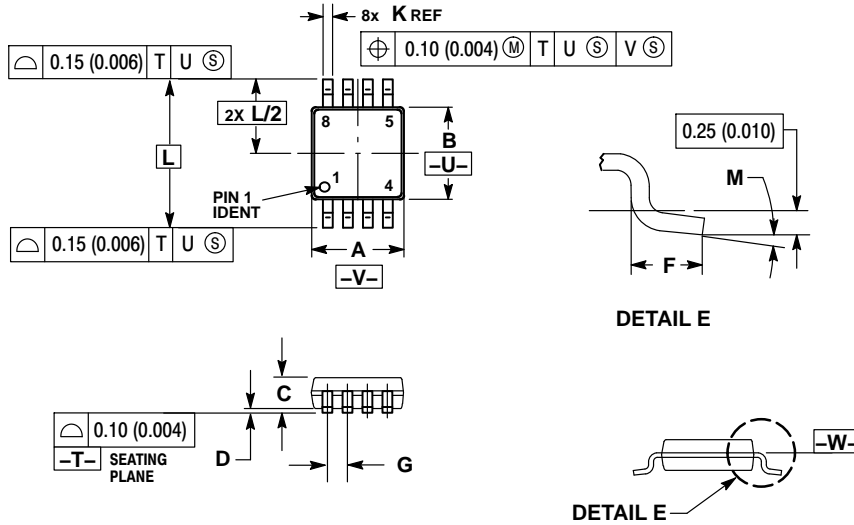 8x K REF
⌓ 0.15 (0.006) T U Ⓢ
⌖ 0.10 (0.004) Ⓜ T U Ⓢ V Ⓢ
2X L/2
8 5
B
–U–
L
PIN 1
IDENT
1 4
⌓ 0.15 (0.006) T U Ⓢ
A
–V–
0.25 (0.010)
M
F
DETAIL E
C
⌓ 0.10 (0.004)
–T– SEATING
PLANE
D
G
–W–
DETAIL E